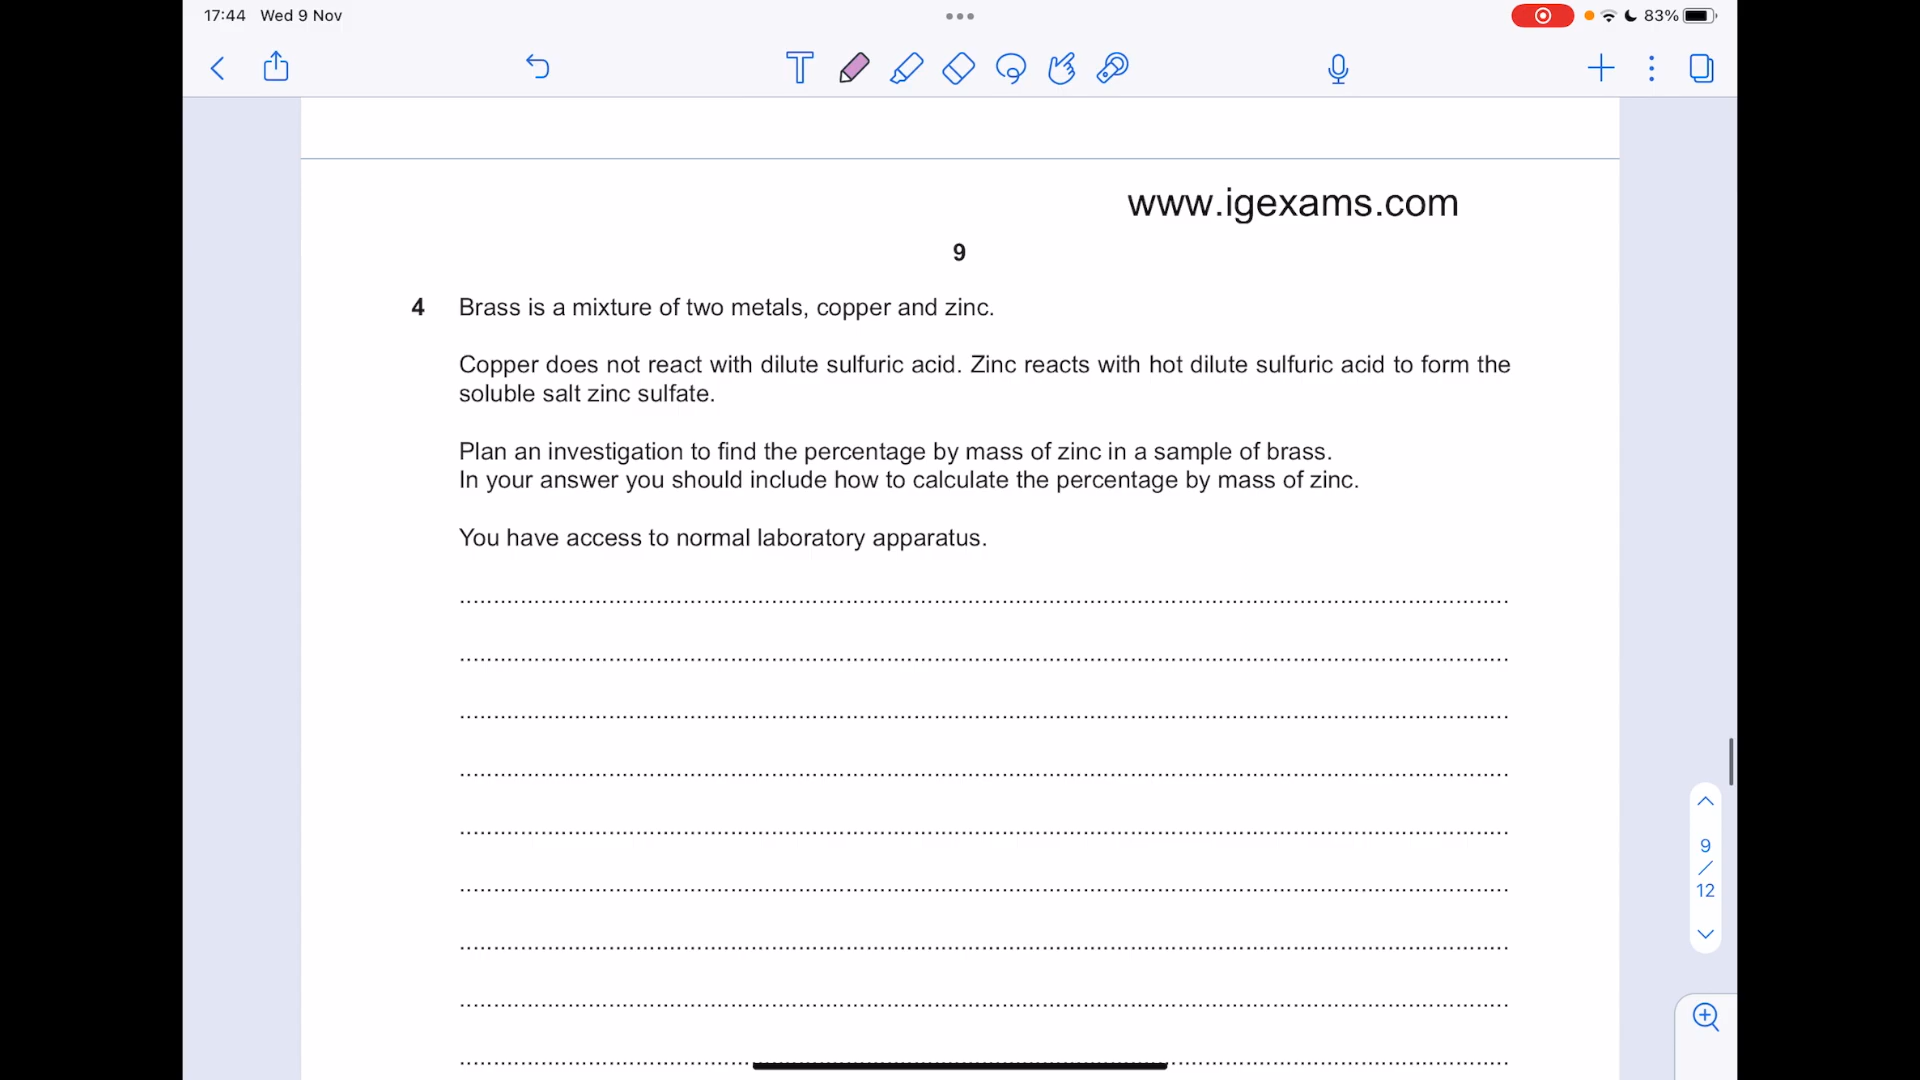 17:44 Wed 9 Nov
83%
www.igexams.com
9
4 Brass is a mixture of two metals, copper and zinc.
Copper does not react with dilute sulfuric acid. Zinc reacts with hot dilute sulfuric acid to form the
soluble salt zinc sulfate.
Plan an investigation to find the percentage by mass of zinc in a sample of brass.
In your answer you should include how to calculate the percentage by mass of zinc.
You have access to normal laboratory apparatus.
9
/
12